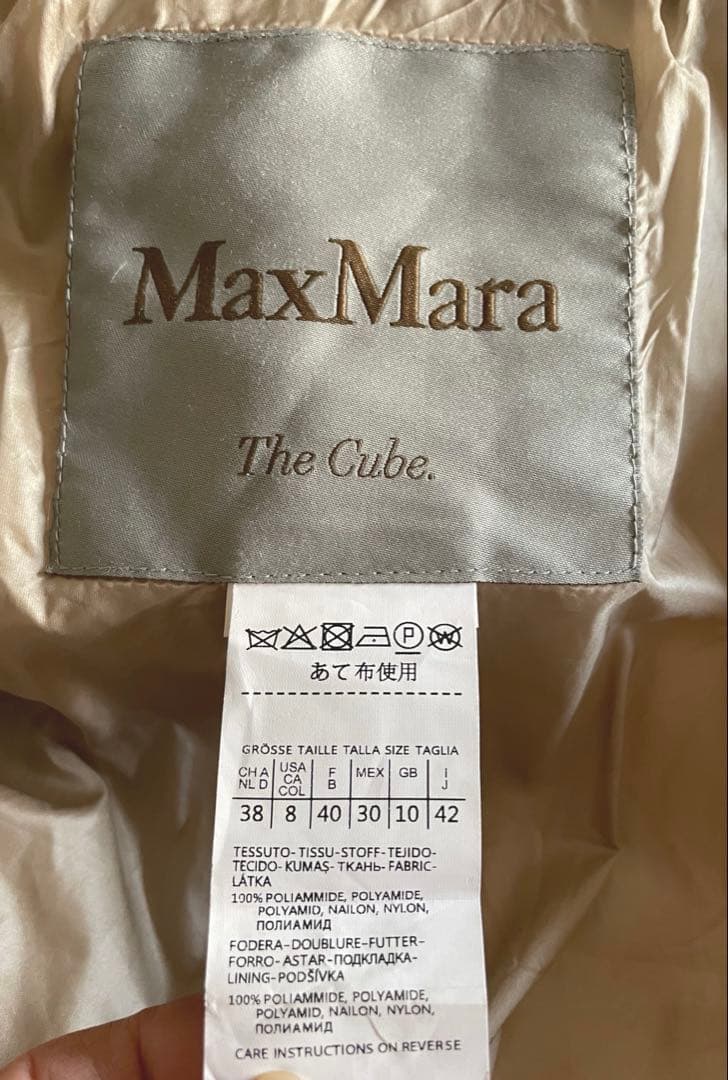 MaxMara
The Cube.
P W
あて布使用
GRÖSSE TAILLE TALLA SIZE TAGLIA
CH A NL D USA CA COL F B MEX GB I J
38 8 40 30 10 42
TESSUTO-TISSU-STOFF-TEJIDO-
TECIDO-KUMAŞ-ТКАНЬ-FABRIC-
LÁTKA
100% POLIAMMIDE, POLYAMIDE,
POLYAMID, NAILON, NYLON,
ПОЛИАМИД
FODERA-DOUBLURE-FUTTER-
FORRO-ASTAR-ПОДКЛАДКА-
LINING-PODŠÍVKA
100% POLIAMMIDE, POLYAMIDE,
POLYAMID, NAILON, NYLON,
ПОЛИАМИД
CARE INSTRUCTIONS ON REVERSE